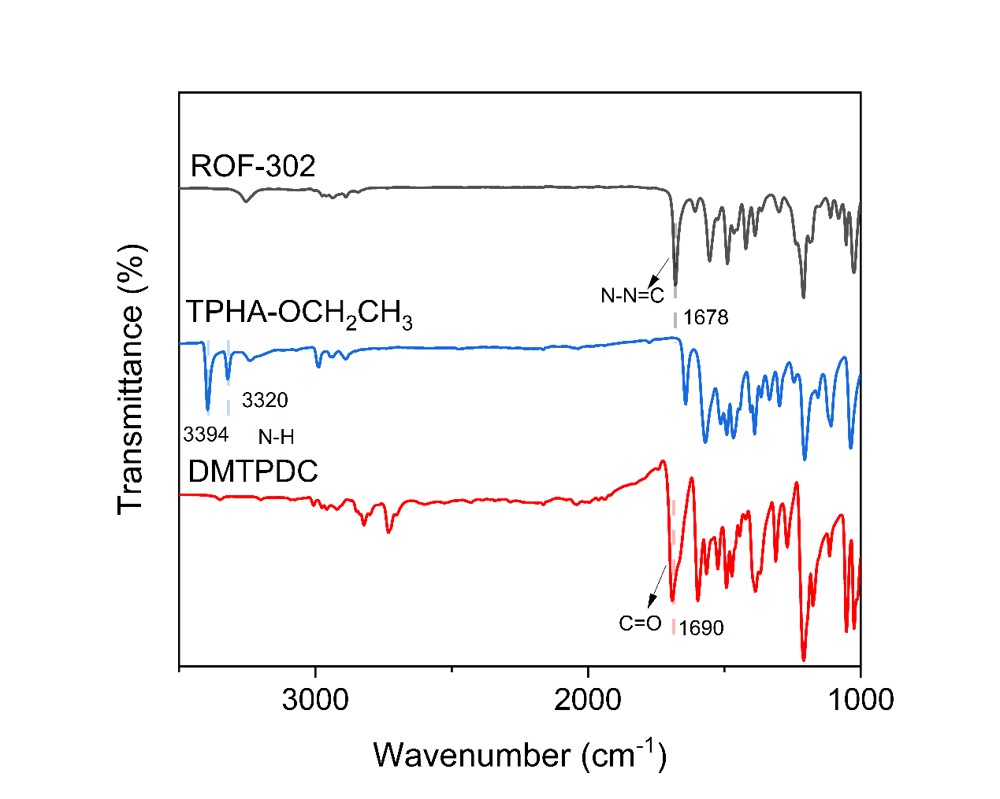 ROF-302
N-N=C
1678
TPHA-OCH₂CH₃
3320
3394
N-H
DMTPDC
C=O
1690
Transmittance (%)
3000
2000
1000
Wavenumber (cm⁻¹)